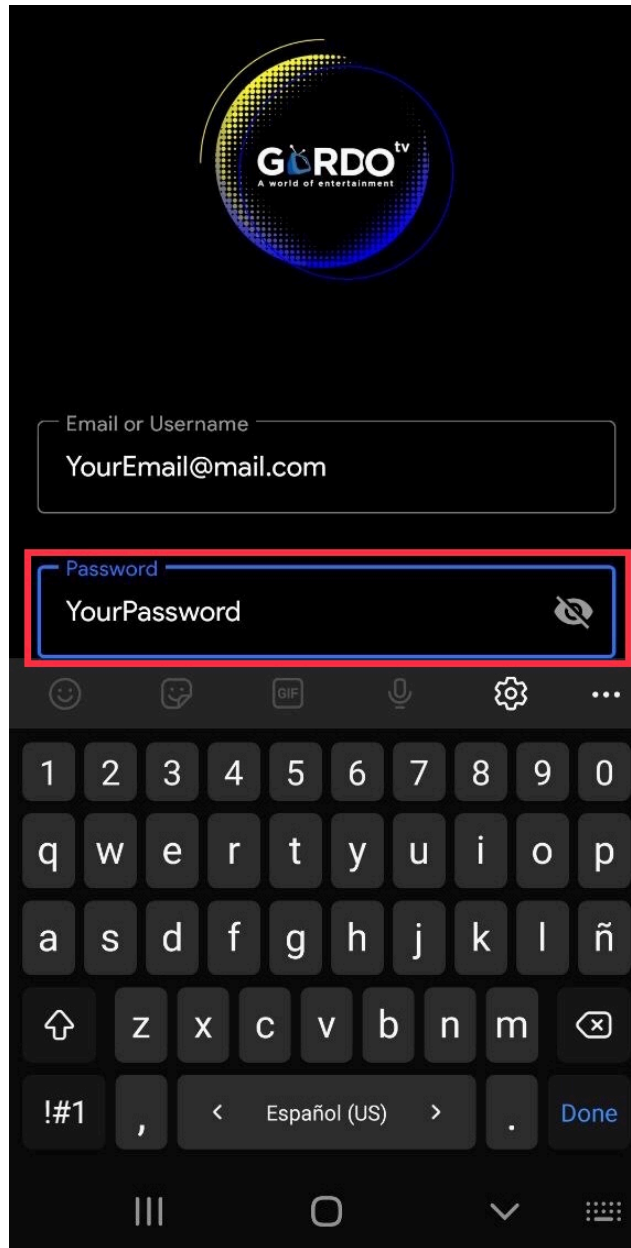 GORDO tv
A world of entertainment
Email or Username
YourEmail@mail.com
Password
YourPassword
GIF
1 2 3 4 5 6 7 8 9 0
q w e r t y u i o p
a s d f g h j k l ñ
z x c v b n m
!#1 , < Español (US) > . Done